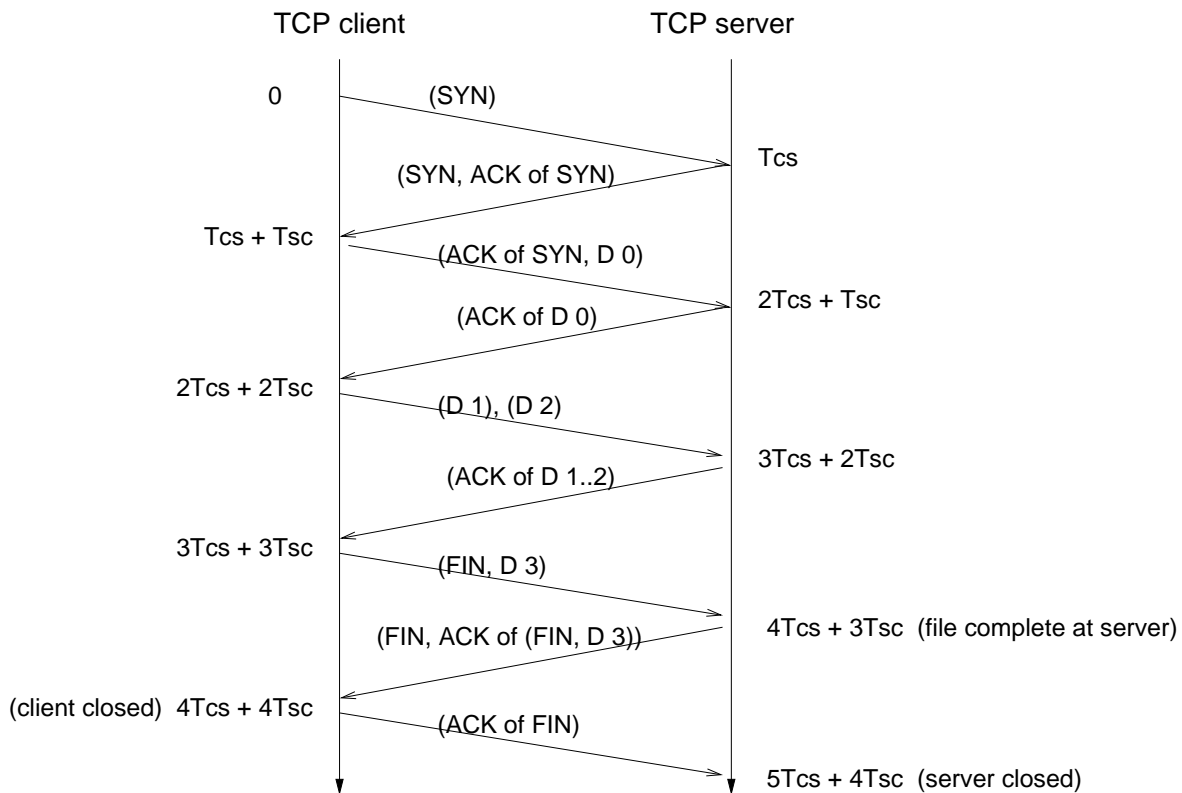 TCP client TCP server
0 (SYN)
Tcs
(SYN, ACK of SYN)
Tcs + Tsc
(ACK of SYN, D 0)
2Tcs + Tsc
(ACK of D 0)
2Tcs + 2Tsc
(D 1), (D 2)
3Tcs + 2Tsc
(ACK of D 1..2)
3Tcs + 3Tsc
(FIN, D 3)
4Tcs + 3Tsc (file complete at server)
(FIN, ACK of (FIN, D 3))
(client closed) 4Tcs + 4Tsc
(ACK of FIN)
5Tcs + 4Tsc (server closed)